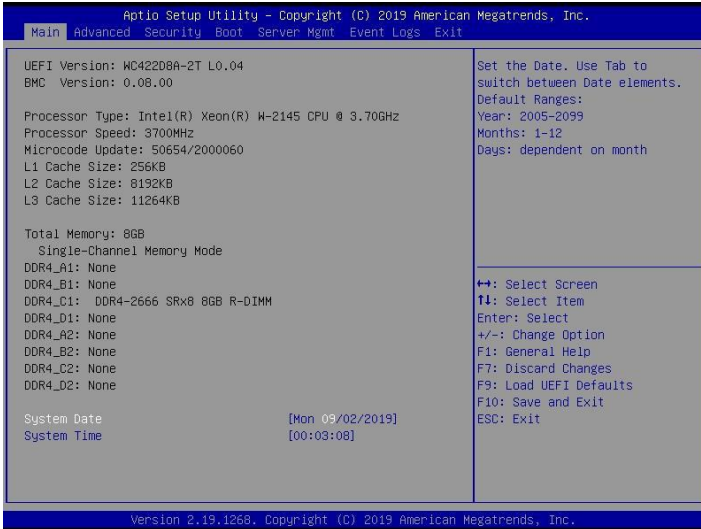 Aptio Setup Utility - Copyright (C) 2019 American Megatrends, Inc.
Main Advanced Security Boot Server Mgmt Event Logs Exit
UEFI Version: WC422D8A-2T L0.04
BMC Version: 0.08.00
Processor Type: Intel(R) Xeon(R) W-2145 CPU @ 3.70GHz
Processor Speed: 3700MHz
Microcode Update: 50654/2000060
L1 Cache Size: 256KB
L2 Cache Size: 8192KB
L3 Cache Size: 11264KB
Total Memory: 8GB
Single-Channel Memory Mode
DDR4_A1: None
DDR4_B1: None
DDR4_C1: DDR4-2666 SRx8 8GB R-DIMM
DDR4_D1: None
DDR4_A2: None
DDR4_B2: None
DDR4_C2: None
DDR4_D2: None
System Date [Mon 09/02/2019]
System Time [00:03:08]
Set the Date. Use Tab to
switch between Date elements.
Default Ranges:
Year: 2005-2099
Months: 1-12
Days: dependent on month
↔: Select Screen
↑↓: Select Item
Enter: Select
+/-: Change Option
F1: General Help
F7: Discard Changes
F9: Load UEFI Defaults
F10: Save and Exit
ESC: Exit
Version 2.19.1268. Copyright (C) 2019 American Megatrends, Inc.